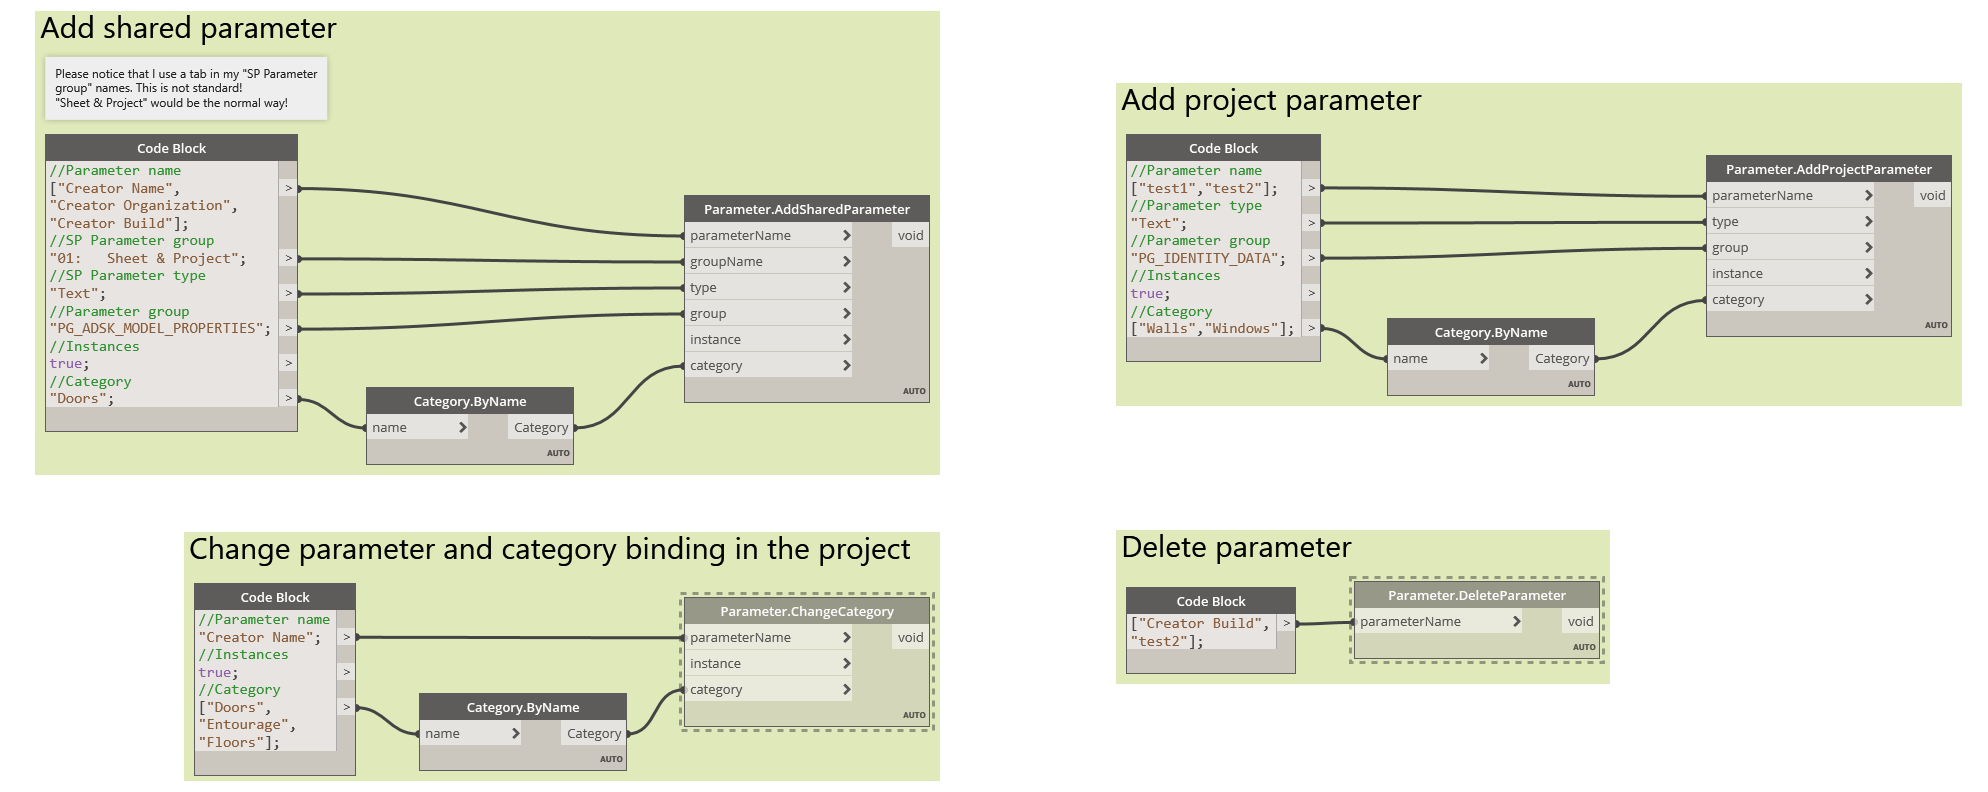 Add shared parameter
Please notice that I use a tab in my "SP Parameter
group" names. This is not standard!
"Sheet & Project" would be the normal way!
Code Block
//Parameter name
["Creator Name", >
"Creator Organization",
"Creator Build"];
//SP Parameter group
"01:   Sheet & Project"; >
//SP Parameter type
"Text"; >
//Parameter group
"PG_ADSK_MODEL_PROPERTIES"; >
//Instances
true; >
//Category
"Doors"; >
Category.ByName
name > Category
AUTO
Parameter.AddSharedParameter
parameterName > void
groupName >
type >
group >
instance >
category >
AUTO
Add project parameter
Code Block
//Parameter name
["test1","test2"]; >
//Parameter type
"Text"; >
//Parameter group
"PG_IDENTITY_DATA"; >
//Instances
true; >
//Category
["Walls","Windows"]; >
Category.ByName
name > Category
AUTO
Parameter.AddProjectParameter
parameterName > void
type >
group >
instance >
category >
AUTO
Change parameter and category binding in the project
Code Block
//Parameter name
"Creator Name"; >
//Instances
true; >
//Category
["Doors", >
"Entourage",
"Floors"];
Category.ByName
name > Category
AUTO
Parameter.ChangeCategory
parameterName > void
instance >
category >
AUTO
Delete parameter
Code Block
["Creator Build", >
"test2"];
Parameter.DeleteParameter
parameterName > void
AUTO